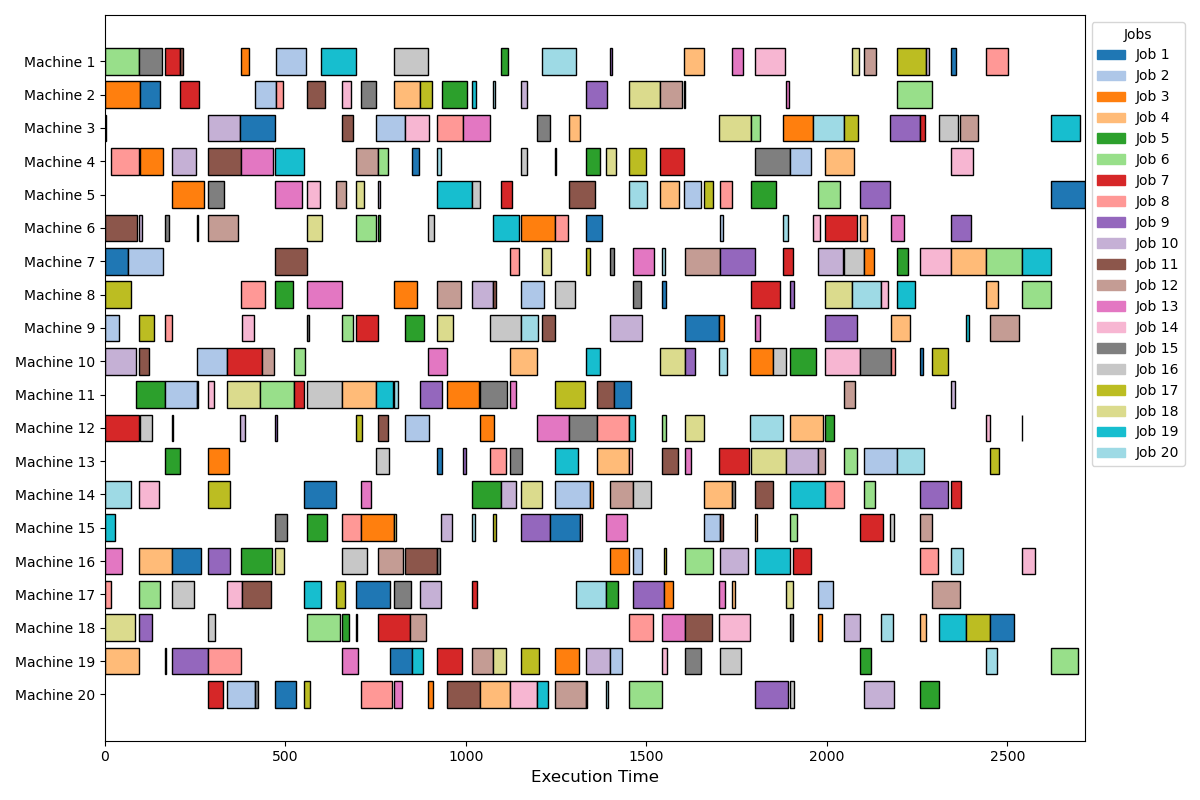 Machine 1
Machine 2
Machine 3
Machine 4
Machine 5
Machine 6
Machine 7
Machine 8
Machine 9
Machine 10
Machine 11
Machine 12
Machine 13
Machine 14
Machine 15
Machine 16
Machine 17
Machine 18
Machine 19
Machine 20
0 500 1000 1500 2000 2500
Execution Time
Jobs
Job 1
Job 2
Job 3
Job 4
Job 5
Job 6
Job 7
Job 8
Job 9
Job 10
Job 11
Job 12
Job 13
Job 14
Job 15
Job 16
Job 17
Job 18
Job 19
Job 20